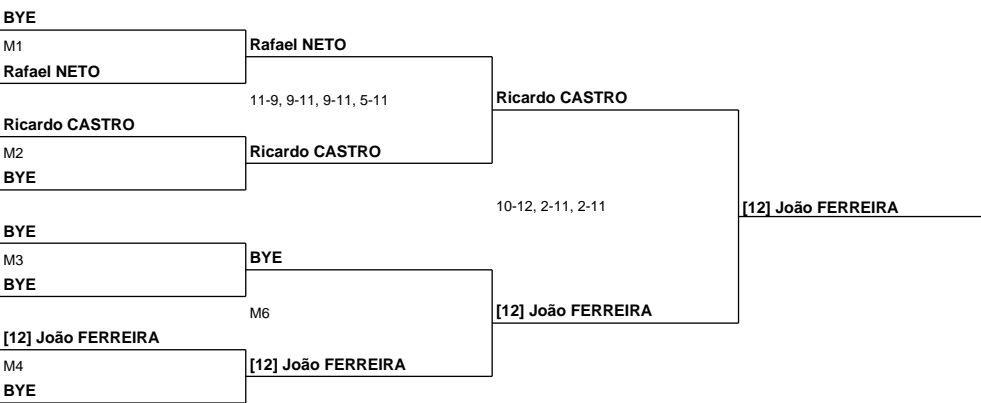 BYE
M1
Rafael NETO
Rafael NETO
11-9, 9-11, 9-11, 5-11
Ricardo CASTRO
Ricardo CASTRO
M2
Ricardo CASTRO
BYE
10-12, 2-11, 2-11
[12] João FERREIRA
BYE
M3
BYE
BYE
M6
[12] João FERREIRA
[12] João FERREIRA
M4
[12] João FERREIRA
BYE